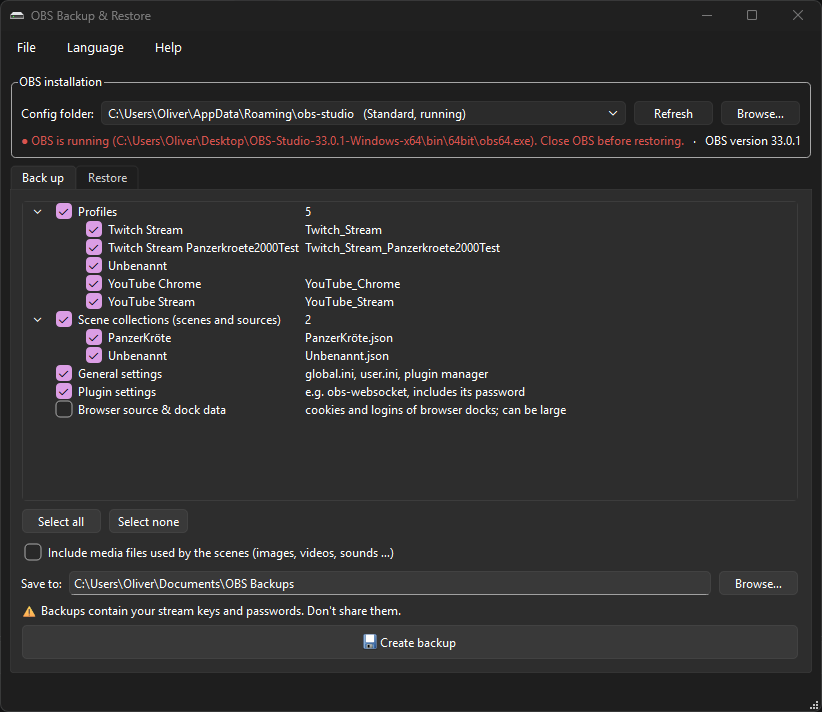 OBS Backup & Restore
File Language Help
OBS installation
Config folder: C:\Users\Oliver\AppData\Roaming\obs-studio (Standard, running) Refresh Browse...
● OBS is running (C:\Users\Oliver\Desktop\OBS-Studio-33.0.1-Windows-x64\bin\64bit\obs64.exe). Close OBS before restoring. · OBS version 33.0.1
Back up Restore
Profiles 5
Twitch Stream Twitch_Stream
Twitch Stream Panzerkroete2000Test Twitch_Stream_Panzerkroete2000Test
Unbenannt
YouTube Chrome YouTube_Chrome
YouTube Stream YouTube_Stream
Scene collections (scenes and sources) 2
PanzerKröte PanzerKröte.json
Unbenannt Unbenannt.json
General settings global.ini, user.ini, plugin manager
Plugin settings e.g. obs-websocket, includes its password
Browser source & dock data cookies and logins of browser docks; can be large
Select all Select none
Include media files used by the scenes (images, videos, sounds ...)
Save to: C:\Users\Oliver\Documents\OBS Backups Browse...
⚠ Backups contain your stream keys and passwords. Don't share them.
Create backup